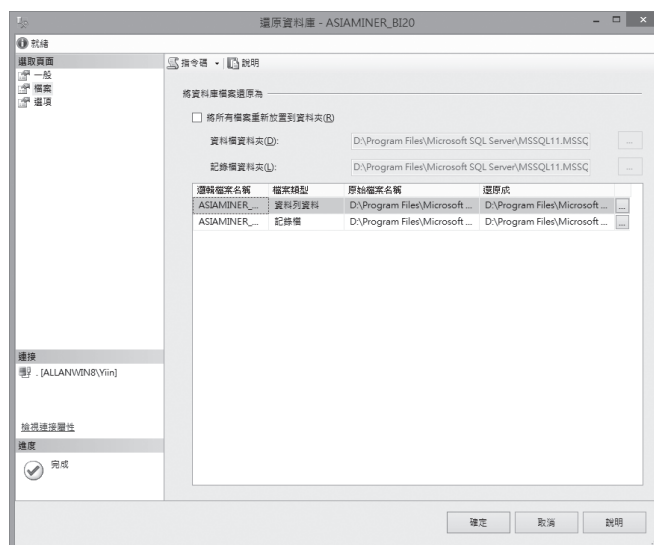 還原資料庫 - ASIAMINER_BI20
就緒
選取頁面
一般
檔案
選項
指令碼
說明
將資料庫檔案還原為
將所有檔案重新放置到資料夾(R)
資料檔資料夾(D):
D:\Program Files\Microsoft SQL Server\MSSQL11.MSSQ
...
記錄檔資料夾(L):
D:\Program Files\Microsoft SQL Server\MSSQL11.MSSQ
...
邏輯檔案名稱 檔案類型 原始檔案名稱 還原成
ASIAMINER_... 資料列資料 D:\Program Files\Microsoft ... D:\Program Files\Microsoft ... ...
ASIAMINER_... 記錄檔 D:\Program Files\Microsoft ... D:\Program Files\Microsoft ... ...
連接
. [ALLANWIN8\Yiin]
檢視連接屬性
進度
完成
確定 取消 說明